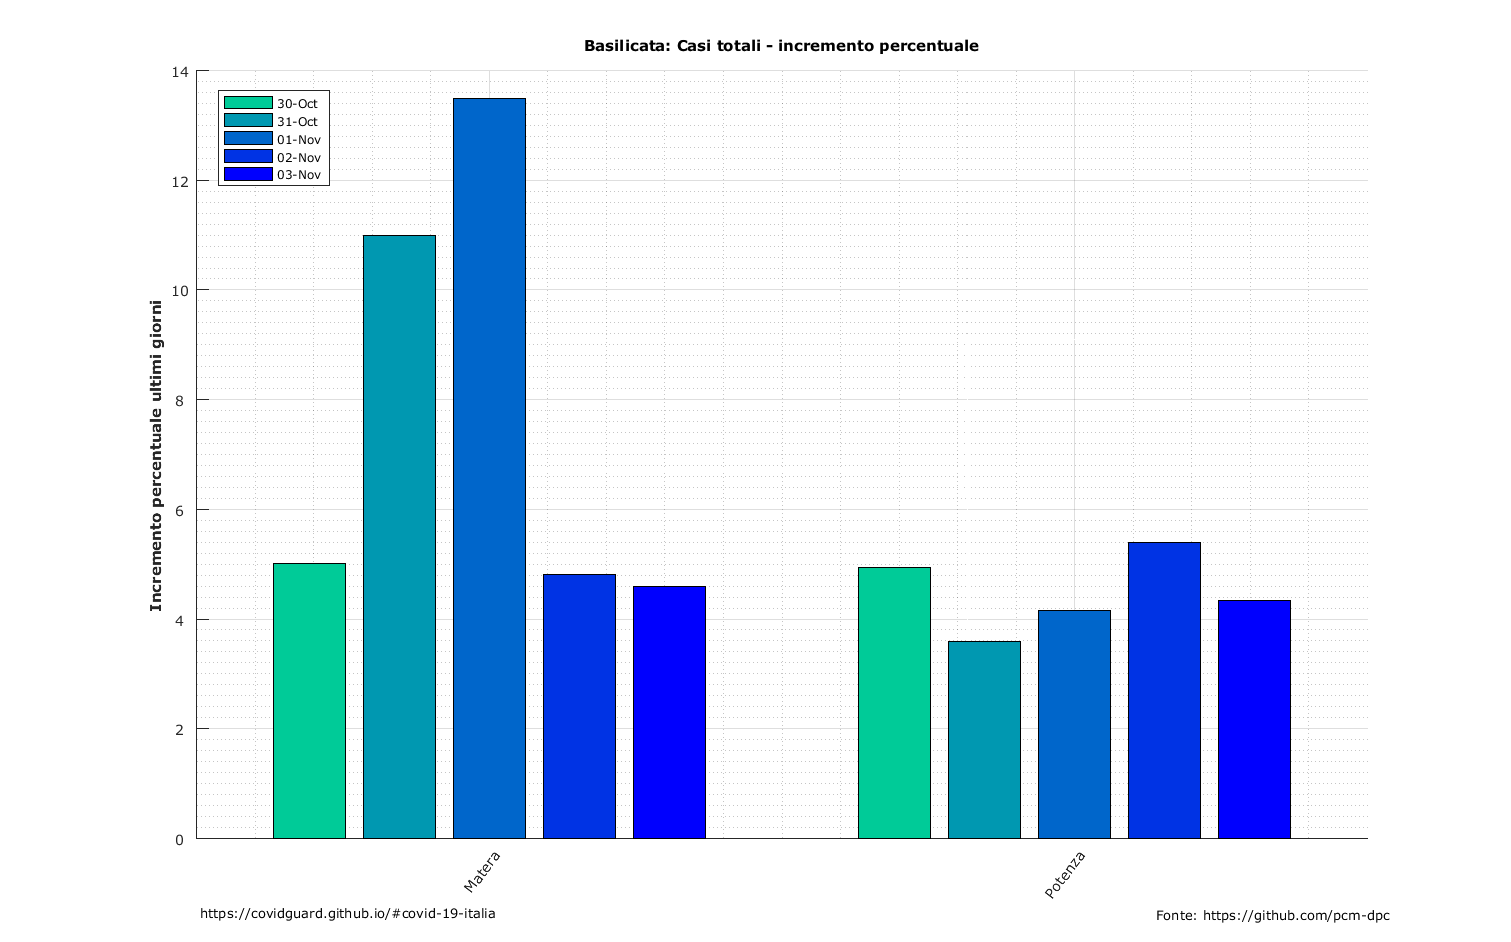 Basilicata: Casi totali - incremento percentuale
14
12
10
8
6
4
2
0
Incremento percentuale ultimi giorni
30-Oct
31-Oct
01-Nov
02-Nov
03-Nov
Matera
Potenza
https://covidguard.github.io/#covid-19-italia
Fonte: https://github.com/pcm-dpc